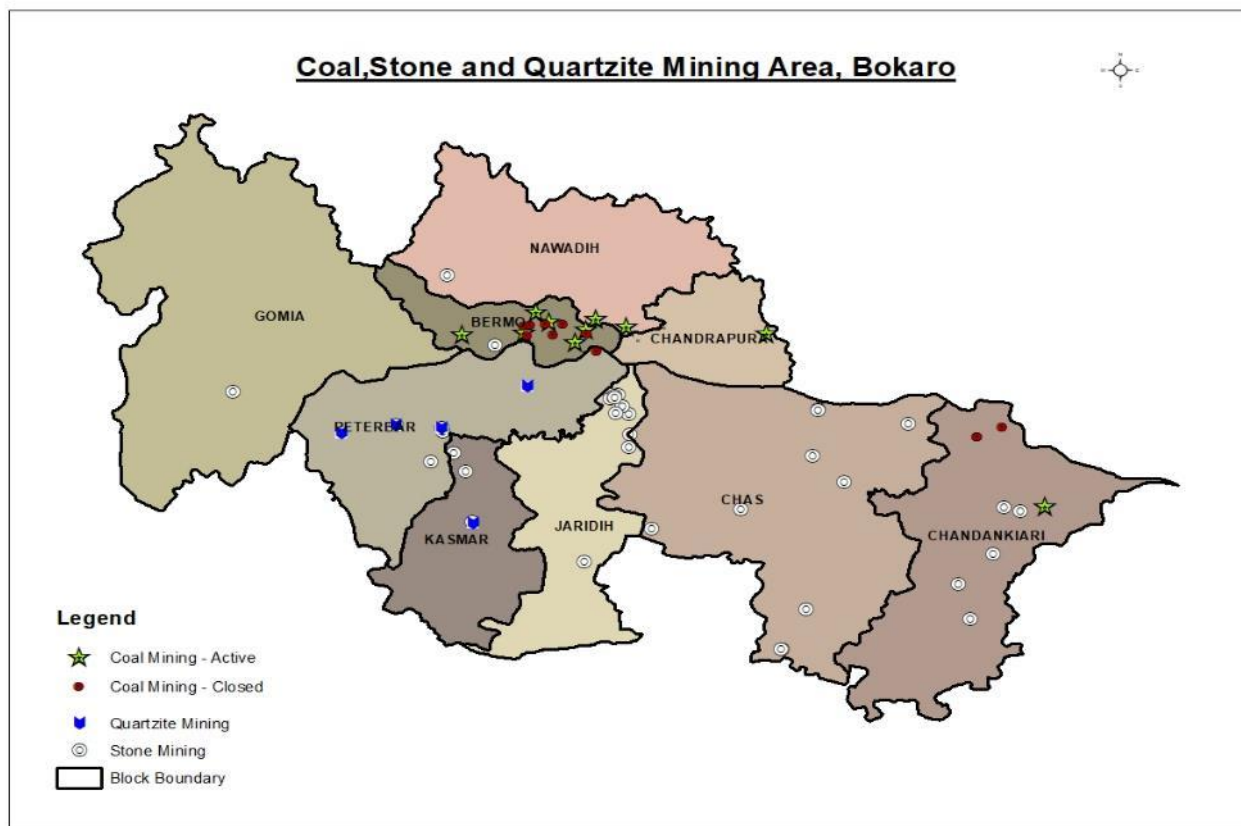 Coal,Stone and Quartzite Mining Area, Bokaro
NAWADIH
GOMIA
BERMO
CHANDRAPURA
PETERBAR
CHAS
KASMAR
JARIDIH
CHANDANKIARI
Legend
Coal Mining - Active
Coal Mining - Closed
Quartzite Mining
Stone Mining
Block Boundary